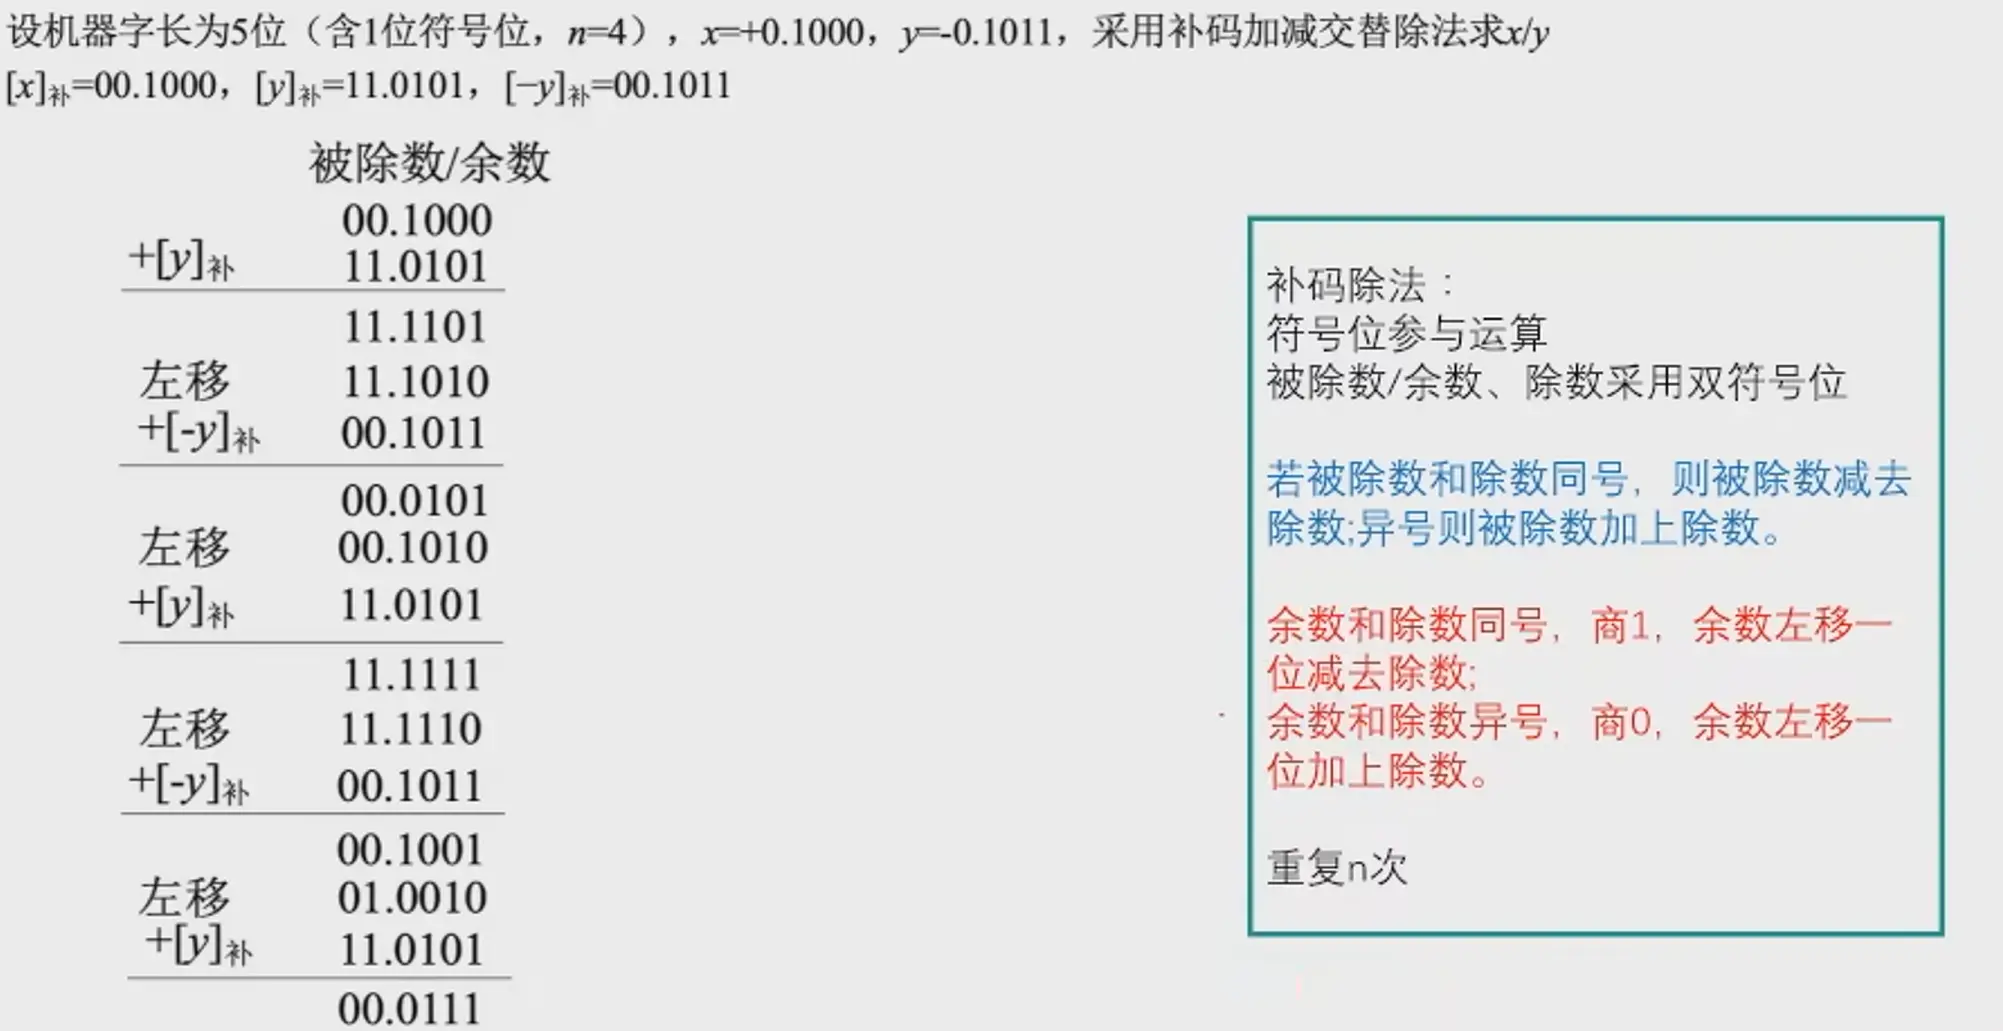 设机器字长为5位（含1位符号位，n=4），x=+0.1000，y=-0.1011，采用补码加减交替除法求x/y
[x]补=00.1000，[y]补=11.0101，[−y]补=00.1011
被除数/余数
00.1000
+[y]补 11.0101
11.1101
左移 11.1010
+[-y]补 00.1011
00.0101
左移 00.1010
+[y]补 11.0101
11.1111
左移 11.1110
+[-y]补 00.1011
00.1001
左移 01.0010
+[y]补 11.0101
00.0111
补码除法：
符号位参与运算
被除数/余数、除数采用双符号位
若被除数和除数同号，则被除数减去
除数;异号则被除数加上除数。
余数和除数同号，商1，余数左移一
位减去除数;
余数和除数异号，商0，余数左移一
位加上除数。
重复n次